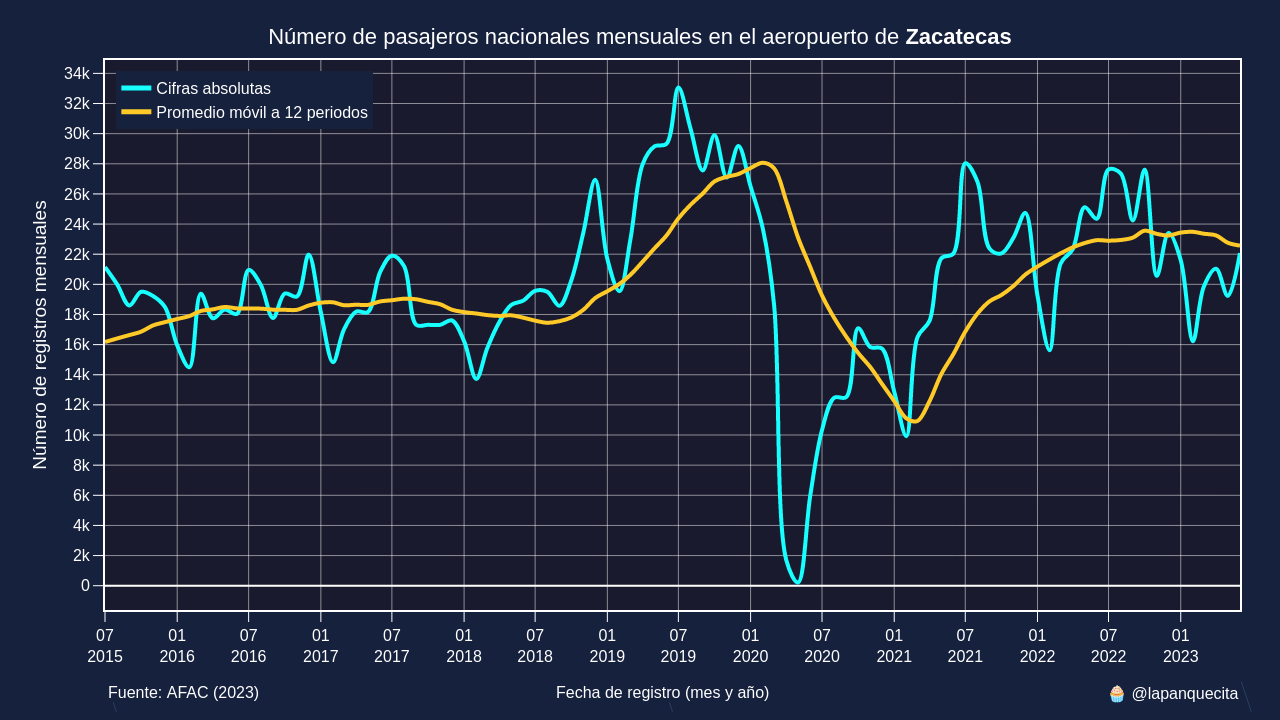 Número de pasajeros nacionales mensuales en el aeropuerto de Zacatecas
Cifras absolutas
Promedio móvil a 12 periodos
Número de registros mensuales
34k
32k
30k
28k
26k
24k
22k
20k
18k
16k
14k
12k
10k
8k
6k
4k
2k
0
07 01 07 01 07 01 07 01 07 01 07 01 07 01 07 01
2015 2016 2016 2017 2017 2018 2018 2019 2019 2020 2020 2021 2021 2022 2022 2023
Fuente: AFAC (2023) Fecha de registro (mes y año) 🧁 @lapanquecita